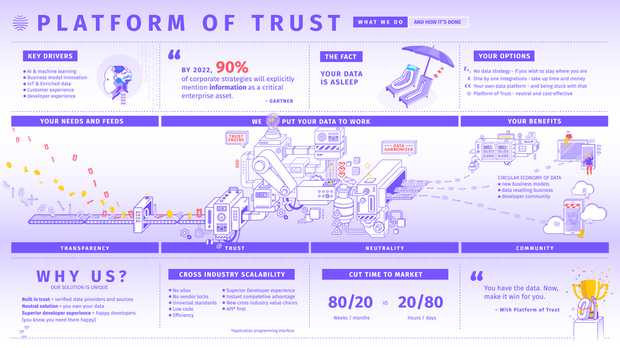 PLATFORM OF TRUST
WHAT WE DO
AND HOW IT'S DONE
KEY DRIVERS
AI & machine learning
Business model innovation
IoT & Enriched data
Customer experience
Developer experience
“
BY 2022, 90%
of corporate strategies will explicitly
mention information as a critical
enterprise asset.
- GARTNER
THE FACT
YOUR DATA
IS ASLEEP
YOUR OPTIONS
No data strategy - if you wish to stay where you are
One by one integrations - take up time and money
Your own data platform - and being stuck with that
Platform of Trust - neutral and cost-effective
YOUR NEEDS AND FEEDS
WE PUT YOUR DATA TO WORK
YOUR BENEFITS
TRUST
ENGINE
DATA
HARMONIZER
CIRCULAR ECONOMY OF DATA
new business models
data reselling business
developer community
TRANSPARENCY
TRUST
NEUTRALITY
COMMUNITY
WHY US?
OUR SOLUTION IS UNIQUE
Built in trust = verified data providers and sources
Neutral solution = you own your data
Superior developer experience = happy developers
(you know you need them happy)
CROSS INDUSTRY SCALABILITY
No silos
No vendor locks
Universal standards
Low code
Efficiency
Superior Developer experience
Instant competitive advantage
New cross industry value chains
API* first
*Application programming interface
CUT TIME TO MARKET
80/20 VS 20/80
Weeks / months
Hours / days
“
You have the data. Now,
make it win for you.
- With Platform of Trust